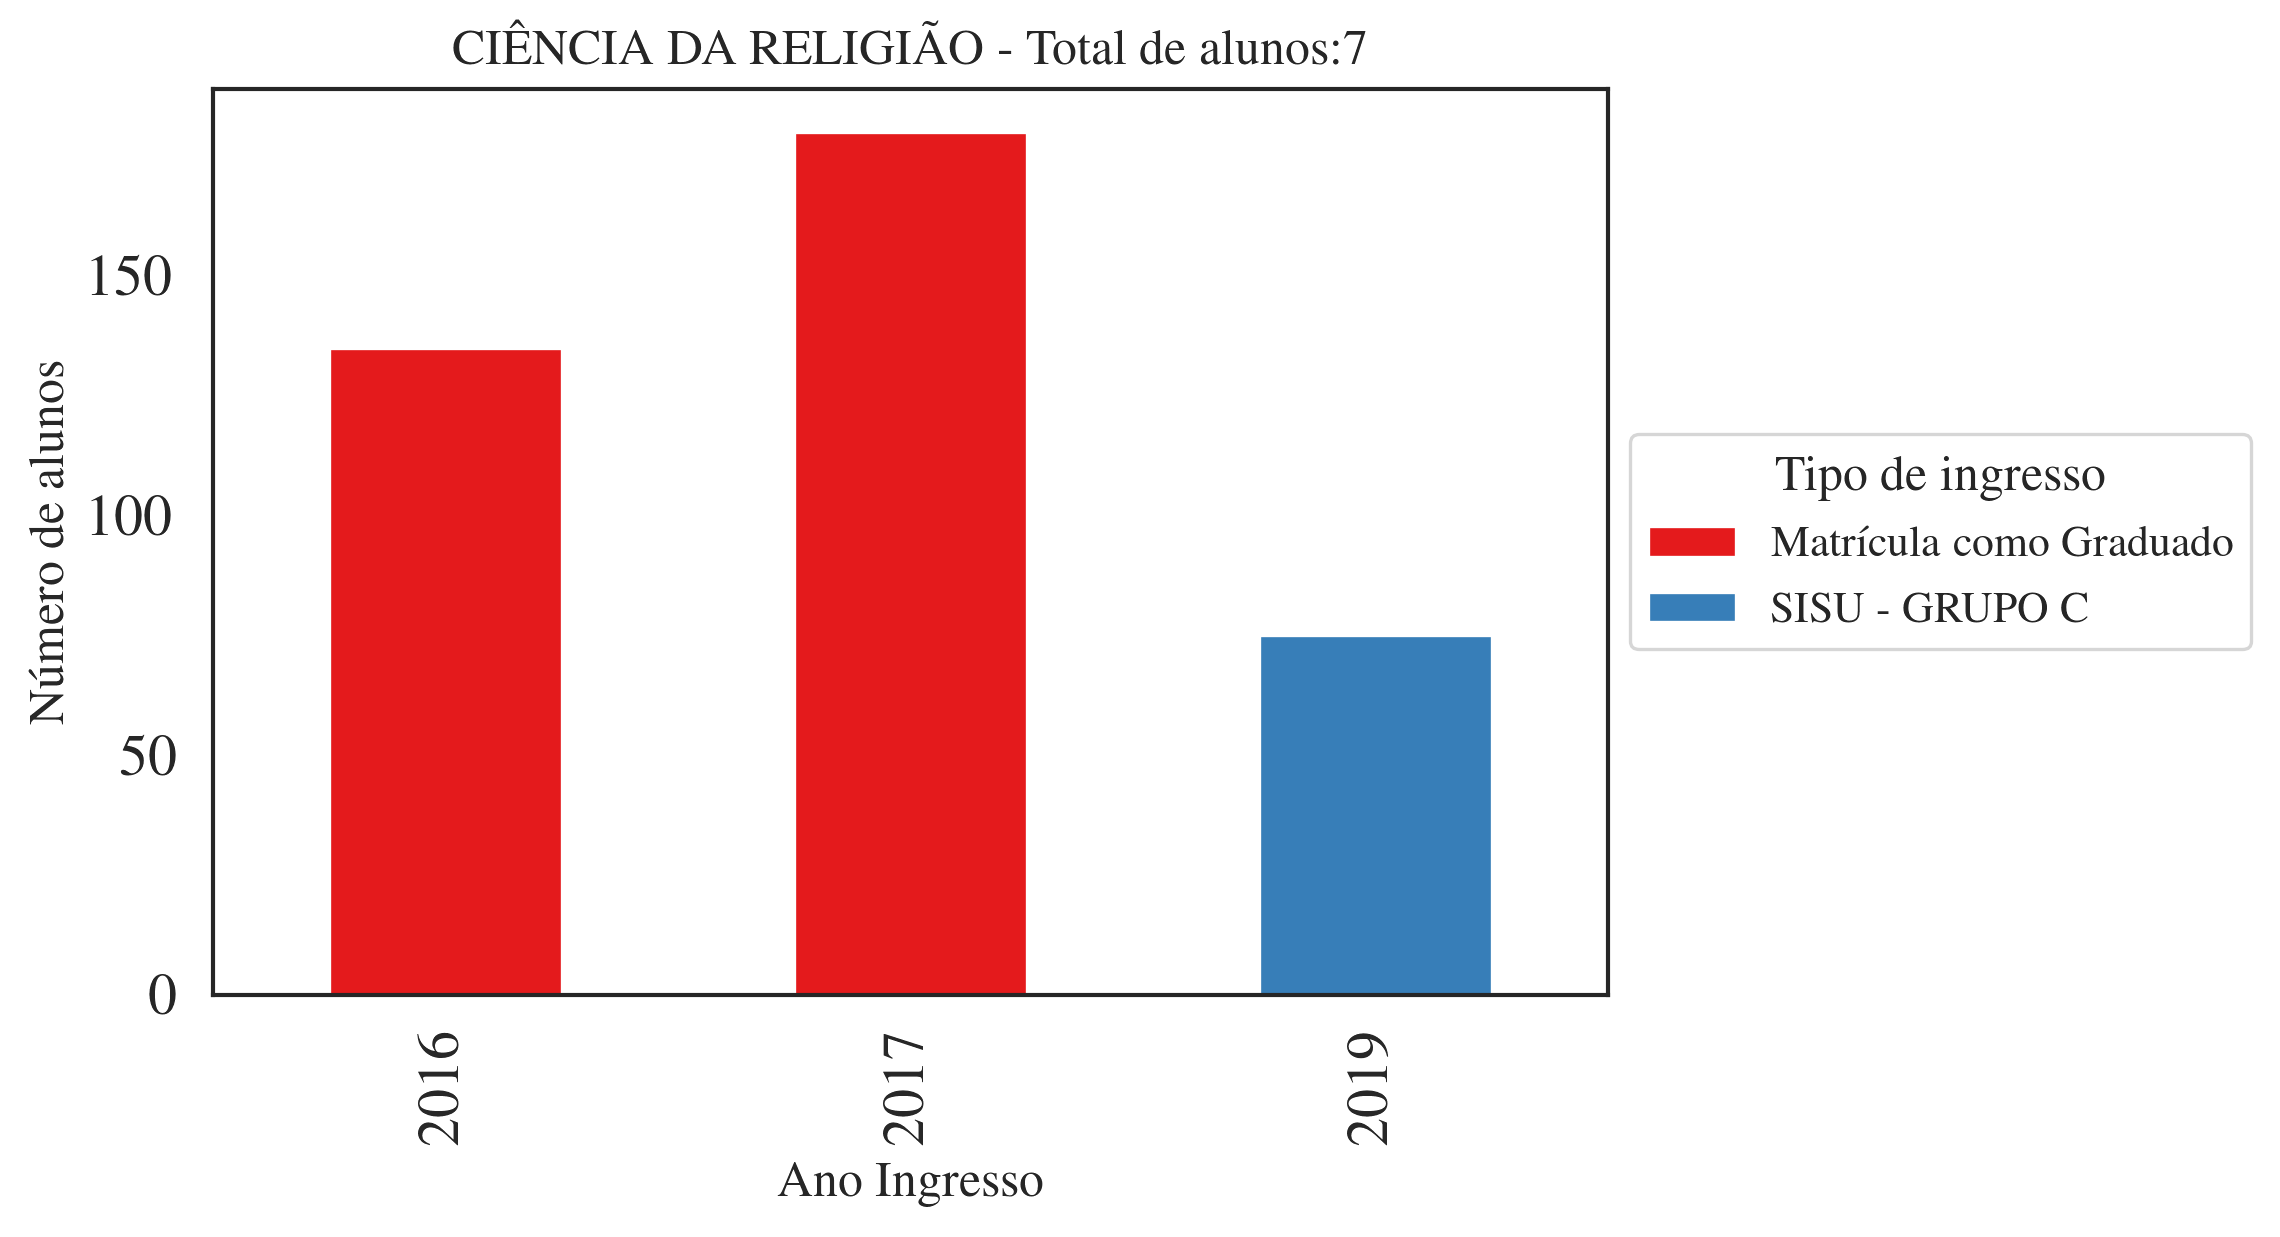 CIÊNCIA DA RELIGIÃO - Total de alunos:7
Número de alunos
150
100
50
0
2016
2017
2019
Ano Ingresso
Tipo de ingresso
Matrícula como Graduado
SISU - GRUPO C